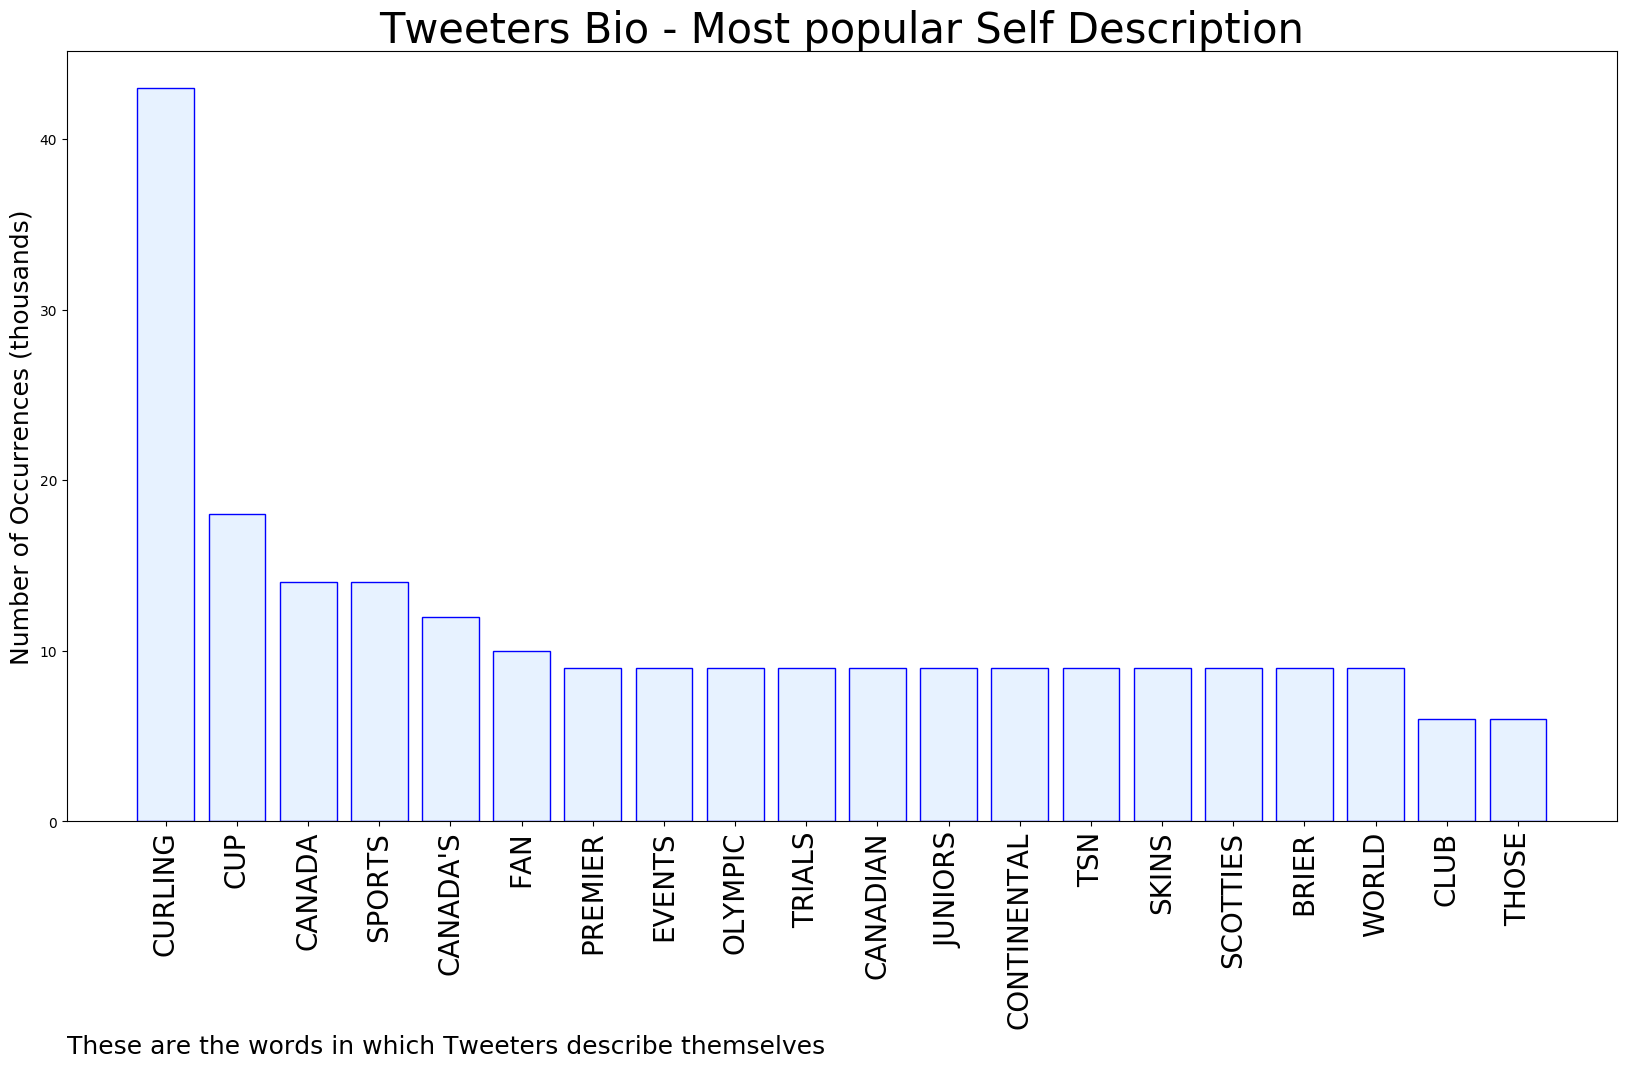 Tweeters Bio - Most popular Self Description
Number of Occurrences (thousands)
40
30
20
10
0
CURLING
CUP
CANADA
SPORTS
CANADA'S
FAN
PREMIER
EVENTS
OLYMPIC
TRIALS
CANADIAN
JUNIORS
CONTINENTAL
TSN
SKINS
SCOTTIES
BRIER
WORLD
CLUB
THOSE
These are the words in which Tweeters describe themselves